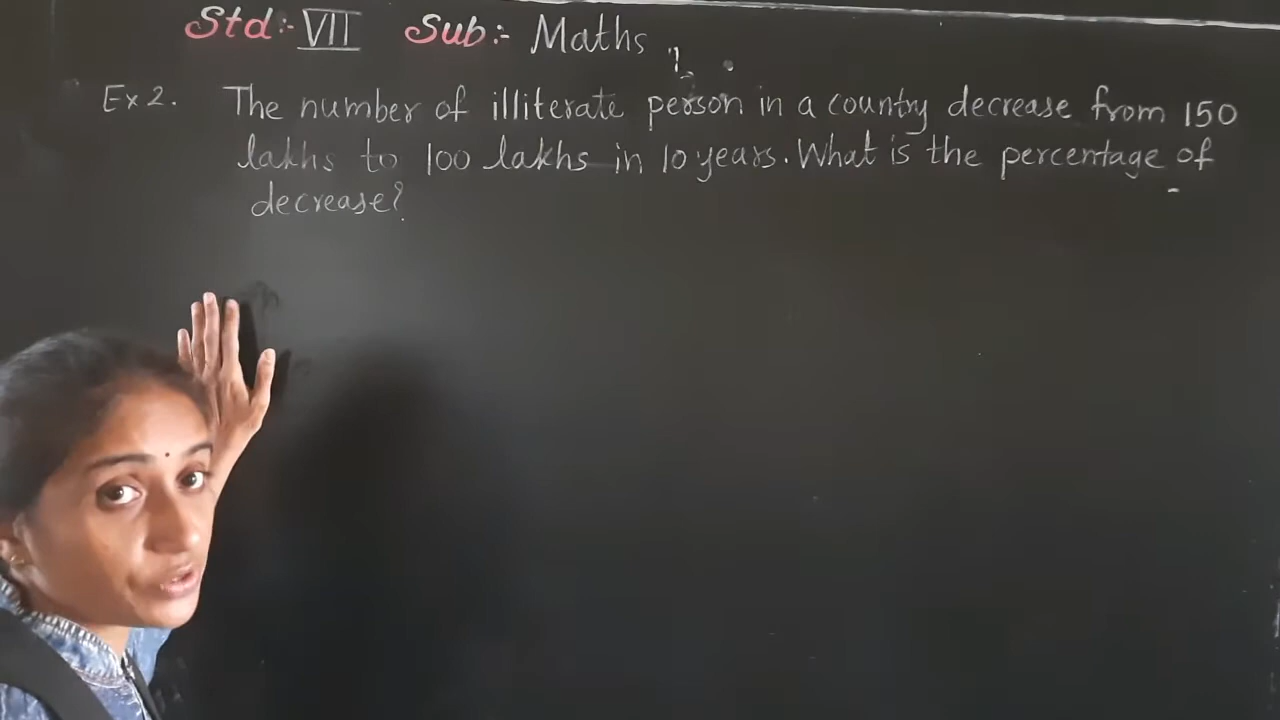 Std:- VII Sub:- Maths
Ex 2. The number of illiterate person in a country decrease from 150
lakhs to 100 lakhs in 10 years. What is the percentage of
decrease?